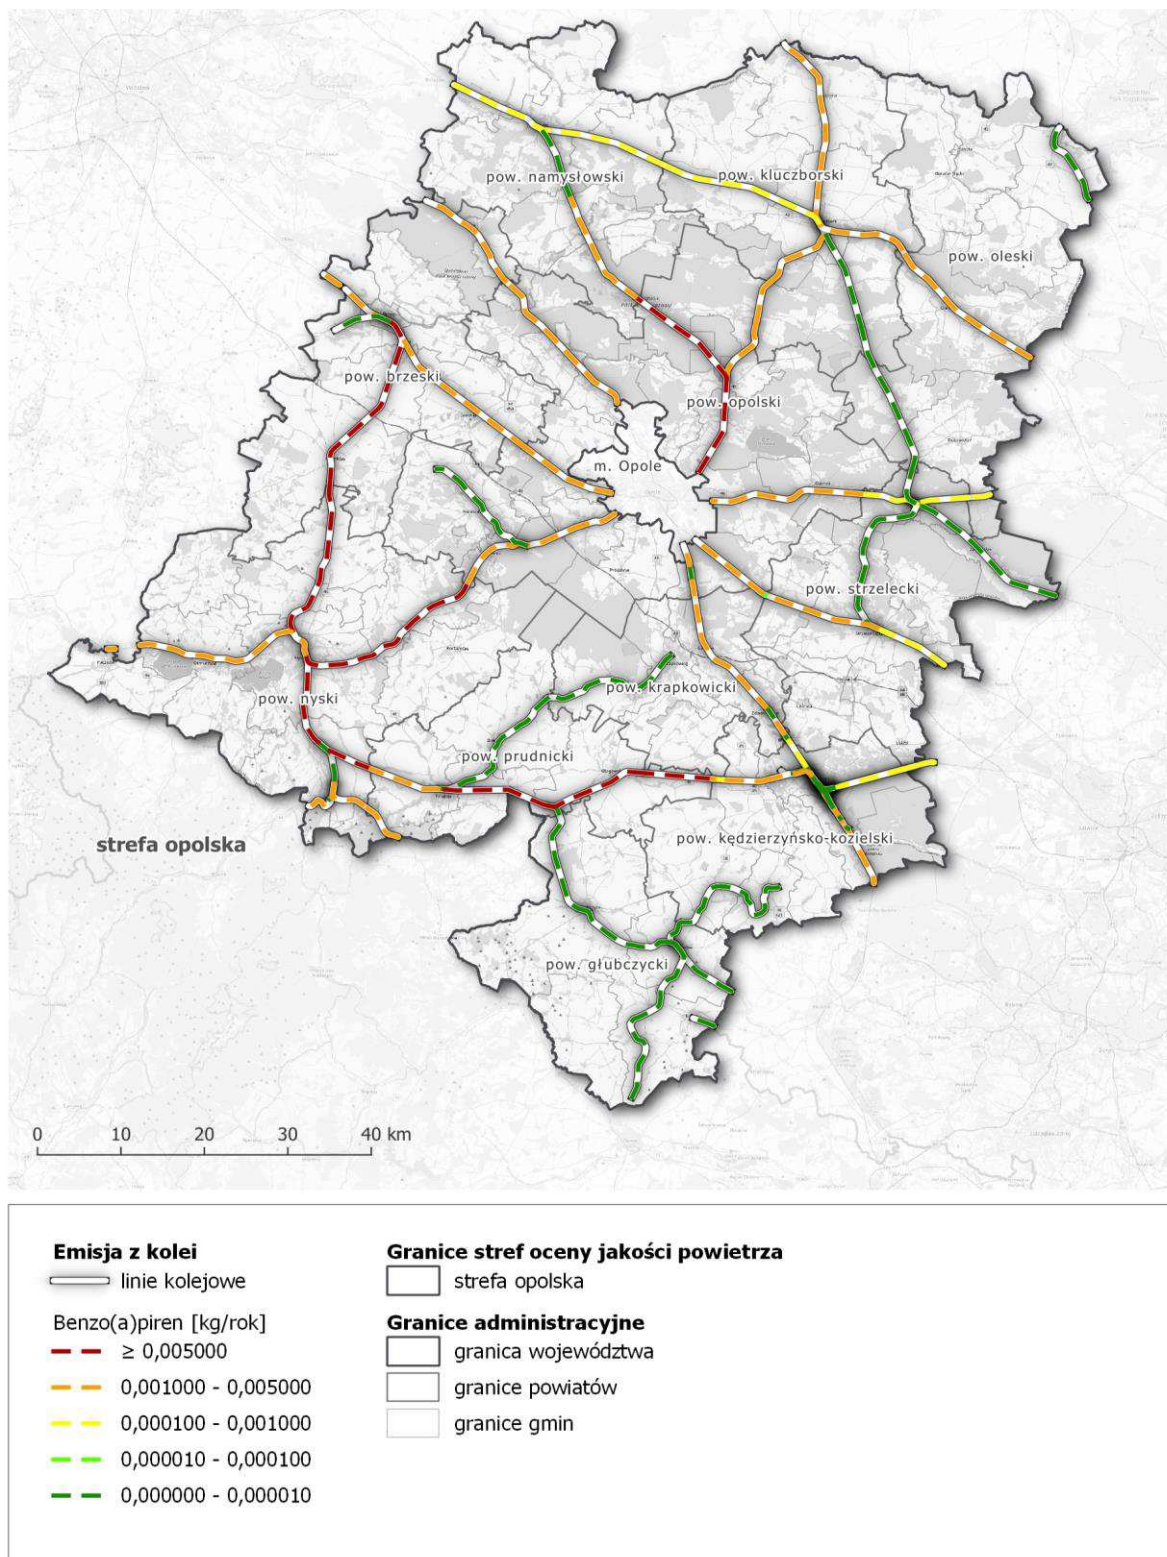 pow. namysłowski
pow. kluczborski
pow. oleski
pow. brzeski
pow. opolski
m. Opole
pow. strzelecki
pow. nyski
pow. krapkowicki
pow. prudnicki
strefa opolska
pow. kędzierzyńsko-kozielski
pow. głubczycki
0 10 20 30 40 km
Emisja z kolei
linie kolejowe
Benzo(a)piren [kg/rok]
≥ 0,005000
0,001000 - 0,005000
0,000100 - 0,001000
0,000010 - 0,000100
0,000000 - 0,000010
Granice stref oceny jakości powietrza
strefa opolska
Granice administracyjne
granica województwa
granice powiatów
granice gmin